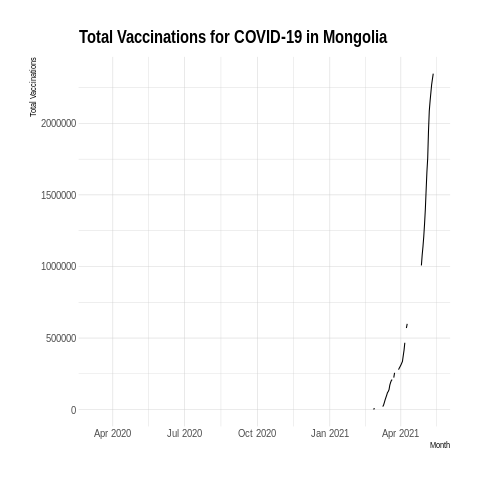 Total Vaccinations for COVID-19 in Mongolia
Total Vaccinations
2000000
1500000
1000000
500000
0
Apr 2020 Jul 2020 Oct 2020 Jan 2021 Apr 2021
Month